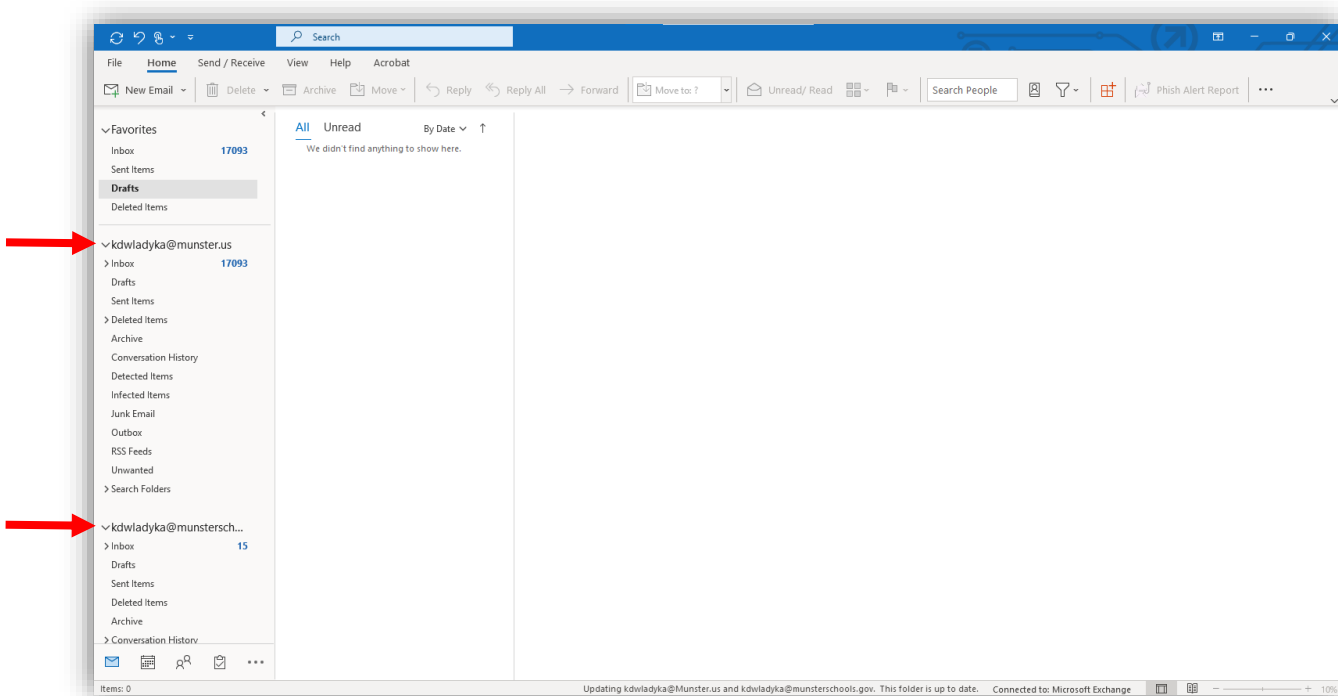 Search
File Home Send / Receive View Help Acrobat
New Email Delete Archive Move Reply Reply All Forward Move to: ? Unread/ Read Search People Phish Alert Report
Favorites
Inbox 17093
Sent Items
Drafts
Deleted Items
kdwladyka@munster.us
Inbox 17093
Drafts
Sent Items
Deleted Items
Archive
Conversation History
Detected Items
Infected Items
Junk Email
Outbox
RSS Feeds
Unwanted
Search Folders
kdwladyka@munstersch...
Inbox 15
Drafts
Sent Items
Deleted Items
Archive
Conversation History
All Unread By Date
We didn't find anything to show here.
Items: 0 Updating kdwladyka@Munster.us and kdwladyka@munsterschools.gov. This folder is up to date. Connected to: Microsoft Exchange 10%